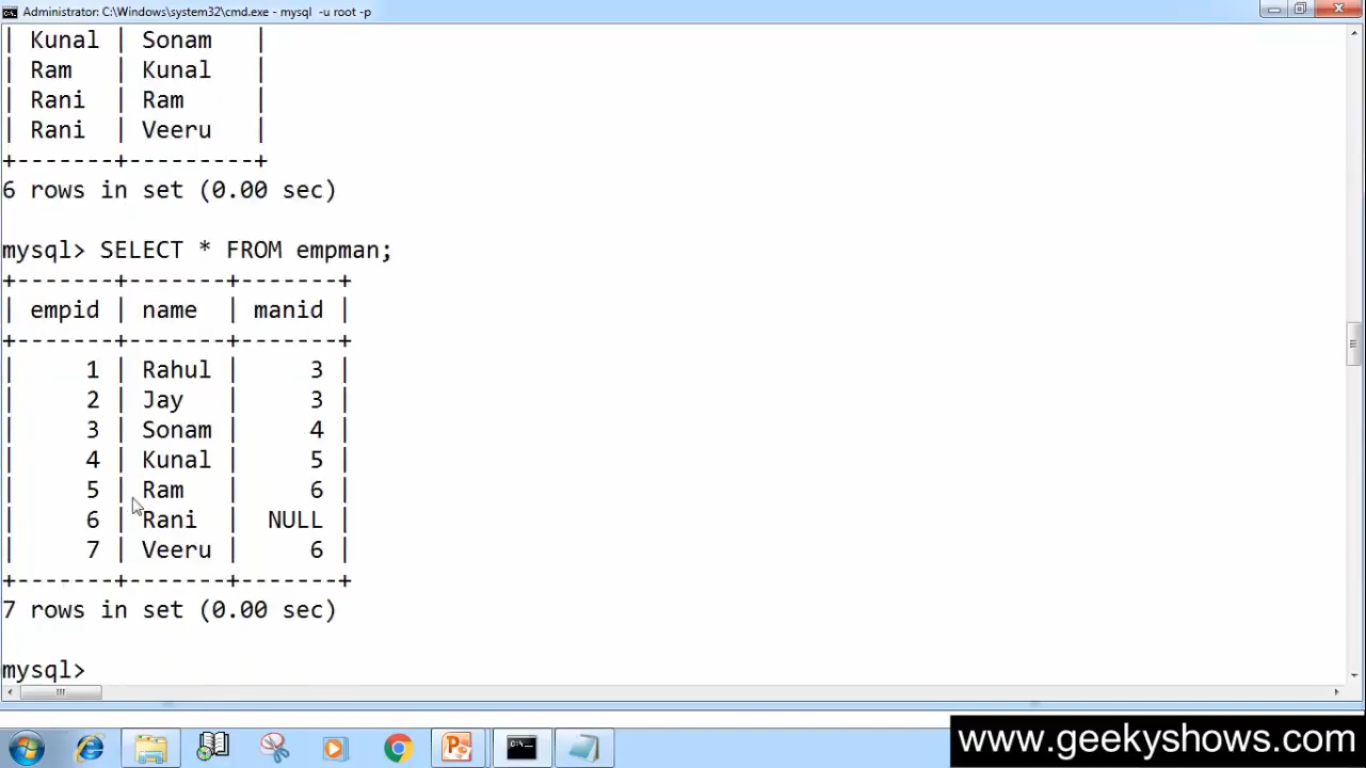 Administrator: C:\Windows\system32\cmd.exe - mysql -u root -p
| Kunal | Sonam   |
| Ram   | Kunal   |
| Rani  | Ram     |
| Rani  | Veeru   |
+-------+---------+
6 rows in set (0.00 sec)
mysql> SELECT * FROM empman;
+-------+-------+-------+
| empid | name  | manid |
+-------+-------+-------+
|     1 | Rahul |     3 |
|     2 | Jay   |     3 |
|     3 | Sonam |     4 |
|     4 | Kunal |     5 |
|     5 | Ram   |     6 |
|     6 | Rani  |  NULL |
|     7 | Veeru |     6 |
+-------+-------+-------+
7 rows in set (0.00 sec)
mysql>
www.geekyshows.com